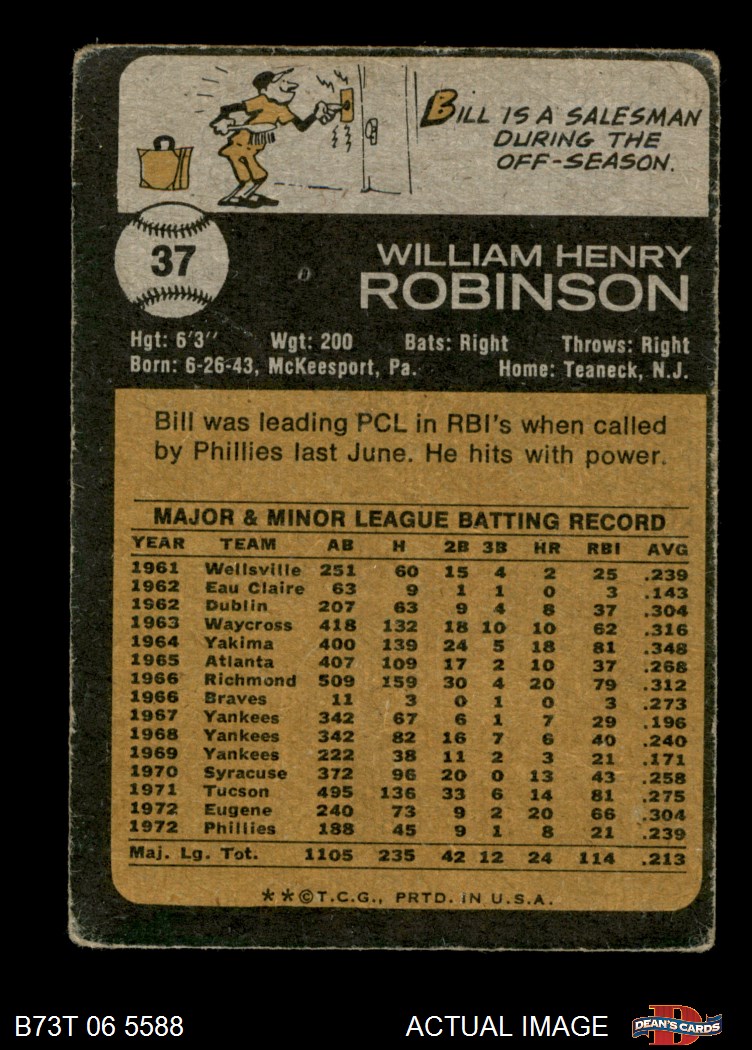 BILL IS A SALESMAN
DURING THE
OFF-SEASON.
37
WILLIAM HENRY
ROBINSON
Hgt: 6'3'' Wgt: 200 Bats: Right Throws: Right
Born: 6-26-43, McKeesport, Pa. Home: Teaneck, N.J.
Bill was leading PCL in RBI's when called
by Phillies last June. He hits with power.
MAJOR & MINOR LEAGUE BATTING RECORD
YEAR TEAM AB H 2B 3B HR RBI AVG
1961 Wellsville 251 60 15 4 2 25 .239
1962 Eau Claire 63 9 1 1 0 3 .143
1962 Dublin 207 63 9 4 8 37 .304
1963 Waycross 418 132 18 10 10 62 .316
1964 Yakima 400 139 24 5 18 81 .348
1965 Atlanta 407 109 17 2 10 37 .268
1966 Richmond 509 159 30 4 20 79 .312
1966 Braves 11 3 0 1 0 3 .273
1967 Yankees 342 67 6 1 7 29 .196
1968 Yankees 342 82 16 7 6 40 .240
1969 Yankees 222 38 11 2 3 21 .171
1970 Syracuse 372 96 20 0 13 43 .258
1971 Tucson 495 136 33 6 14 81 .275
1972 Eugene 240 73 9 2 20 66 .304
1972 Phillies 188 45 9 1 8 21 .239
Maj. Lg. Tot. 1105 235 42 12 24 114 .213
**©T.C.G., PRTD. IN U.S.A.
B73T 06 5588 ACTUAL IMAGE DEAN'S CARDS